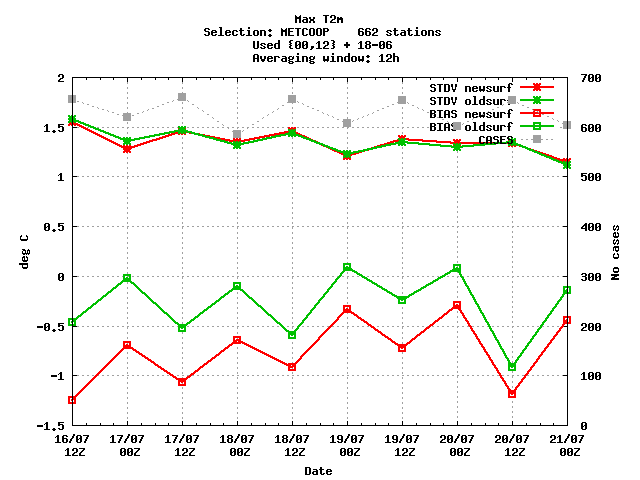 Max T2m
Selection: METCOOP 662 stations
Used {00,12} + 18-06
Averaging window: 12h
STDV newsurf
STDV oldsurf
BIAS newsurf
BIAS oldsurf
CASES
2
1.5
1
0.5
0
-0.5
-1
-1.5
deg C
700
600
500
400
300
200
100
0
No cases
16/07 17/07 17/07 18/07 18/07 19/07 19/07 20/07 20/07 21/07
12Z 00Z 12Z 00Z 12Z 00Z 12Z 00Z 12Z 00Z
Date